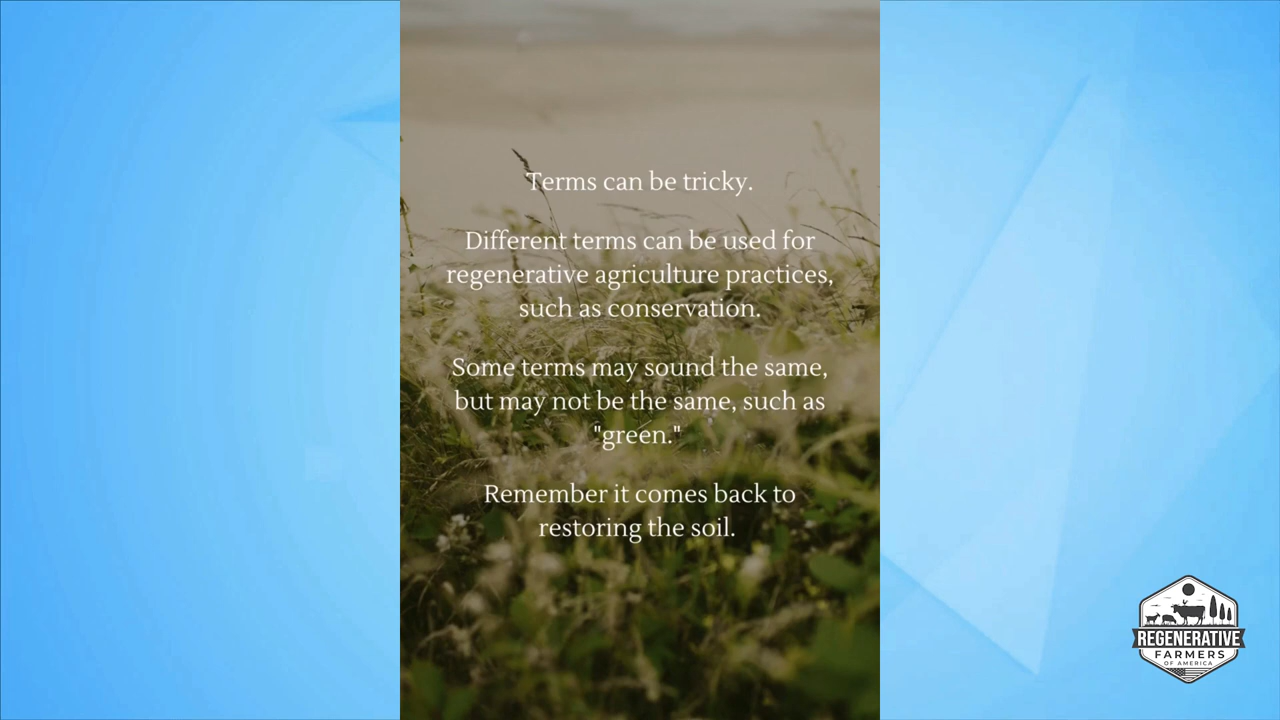 Terms can be tricky.
Different terms can be used for
regenerative agriculture practices,
such as conservation.
Some terms may sound the same,
but may not be the same, such as
"green."
Remember it comes back to
restoring the soil.
REGENERATIVE
FARMERS
OF AMERICA